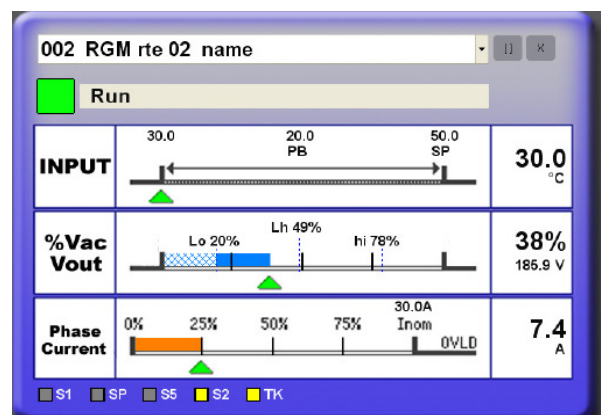 002 RGM rte 02 name
Run
INPUT
30.0 20.0 50.0
PB SP
30.0
°C
%Vac
Vout
Lo 20% Lh 49% hi 78%
38%
185.9 V
Phase
Current
0% 25% 50% 75% 30.0A
Inom
OVLD
7.4
A
S1 SP S5 S2 TK